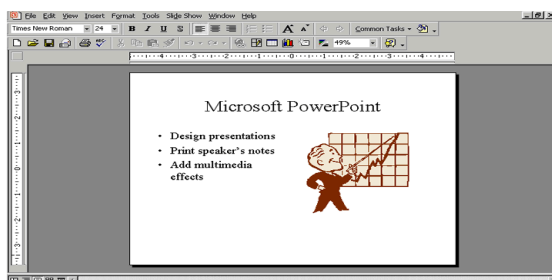 File Edit View Insert Format Tools Slide Show Window Help
Times New Roman 24 B I U S A A Common Tasks
49%
Microsoft PowerPoint
• Design presentations
• Print speaker's notes
• Add multimedia
effects